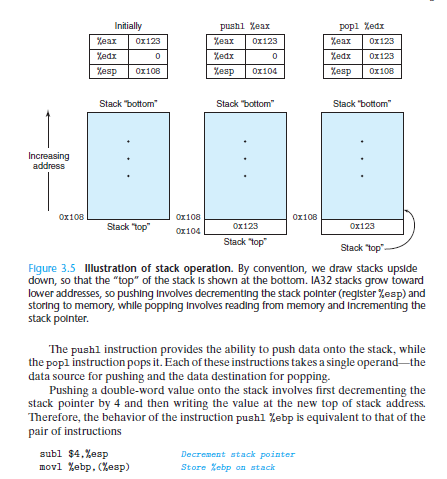 Initially
%eax 0x123
%edx 0
%esp 0x108
pushl %eax
%eax 0x123
%edx 0
%esp 0x104
popl %edx
%eax 0x123
%edx 0x123
%esp 0x108
Stack “bottom”
Stack “bottom”
Stack “bottom”
Increasing
address
0x108
Stack “top”
0x108
0x104
0x123
Stack “top”
0x108
0x123
Stack “top”
Figure 3.5 Illustration of stack operation. By convention, we draw stacks upside
down, so that the “top” of the stack is shown at the bottom. IA32 stacks grow toward
lower addresses, so pushing involves decrementing the stack pointer (register %esp) and
storing to memory, while popping involves reading from memory and incrementing the
stack pointer.
The pushl instruction provides the ability to push data onto the stack, while
the popl instruction pops it. Each of these instructions takes a single operand—the
data source for pushing and the data destination for popping.
Pushing a double-word value onto the stack involves first decrementing the
stack pointer by 4 and then writing the value at the new top of stack address.
Therefore, the behavior of the instruction pushl %ebp is equivalent to that of the
pair of instructions
subl $4,%esp Decrement stack pointer
movl %ebp,(%esp) Store %ebp on stack